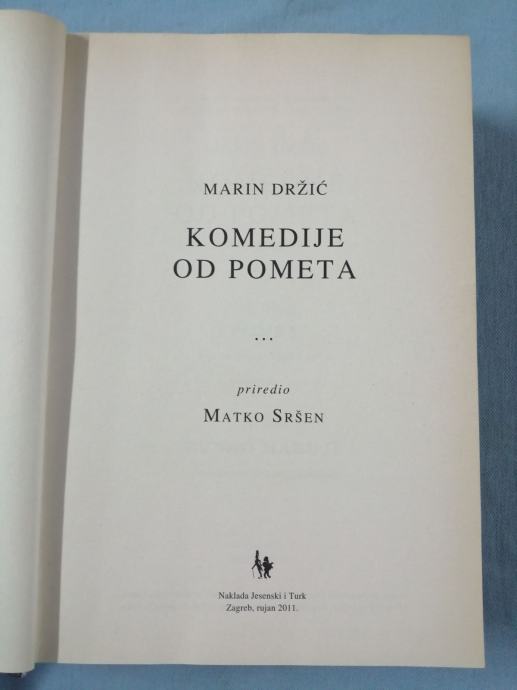 MARIN DRŽIĆ
KOMEDIJE
OD POMETA
...
priredio
MATKO SRŠEN
Naklada Jesenski i Turk
Zagreb, rujan 2011.